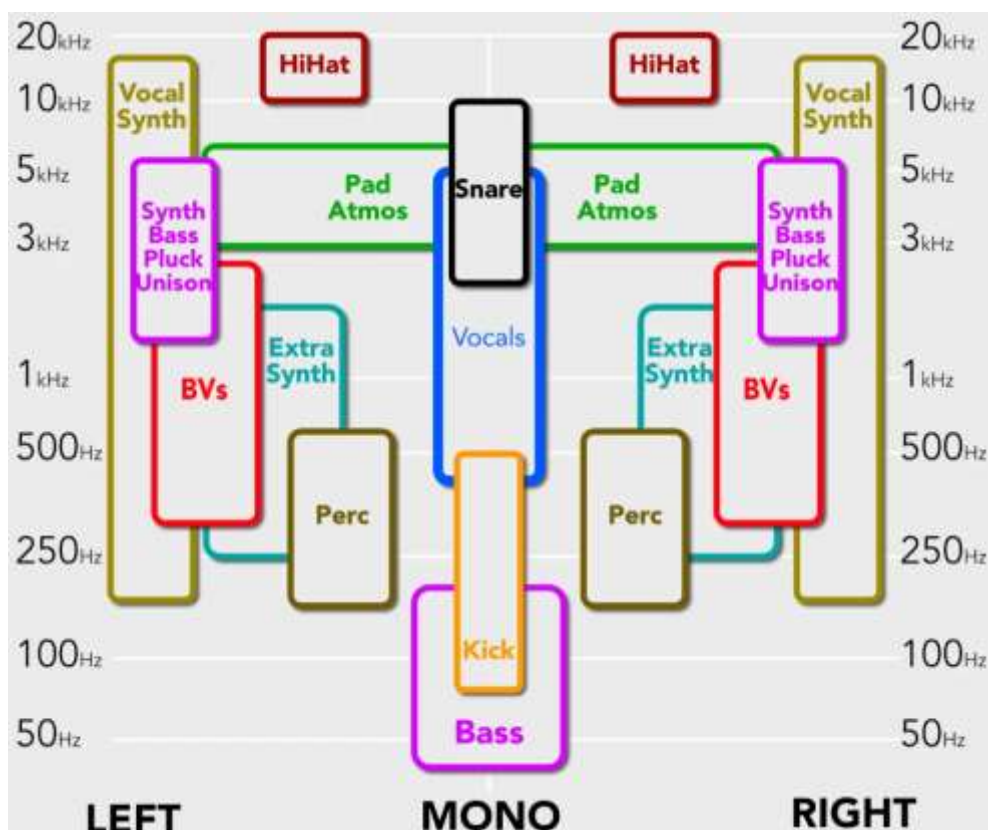 20kHz
HiHat
HiHat
20kHz
Vocal
Synth
Vocal
Synth
10kHz
10kHz
5kHz
Pad
Atmos
Snare
Pad
Atmos
5kHz
Synth
Bass
Pluck
Unison
Synth
Bass
Pluck
Unison
3kHz
3kHz
Vocals
Extra
Synth
Extra
Synth
1kHz
BVs
BVs
1kHz
500Hz
500Hz
Perc
Perc
250Hz
250Hz
100Hz
Kick
100Hz
50Hz
Bass
50Hz
LEFT
MONO
RIGHT